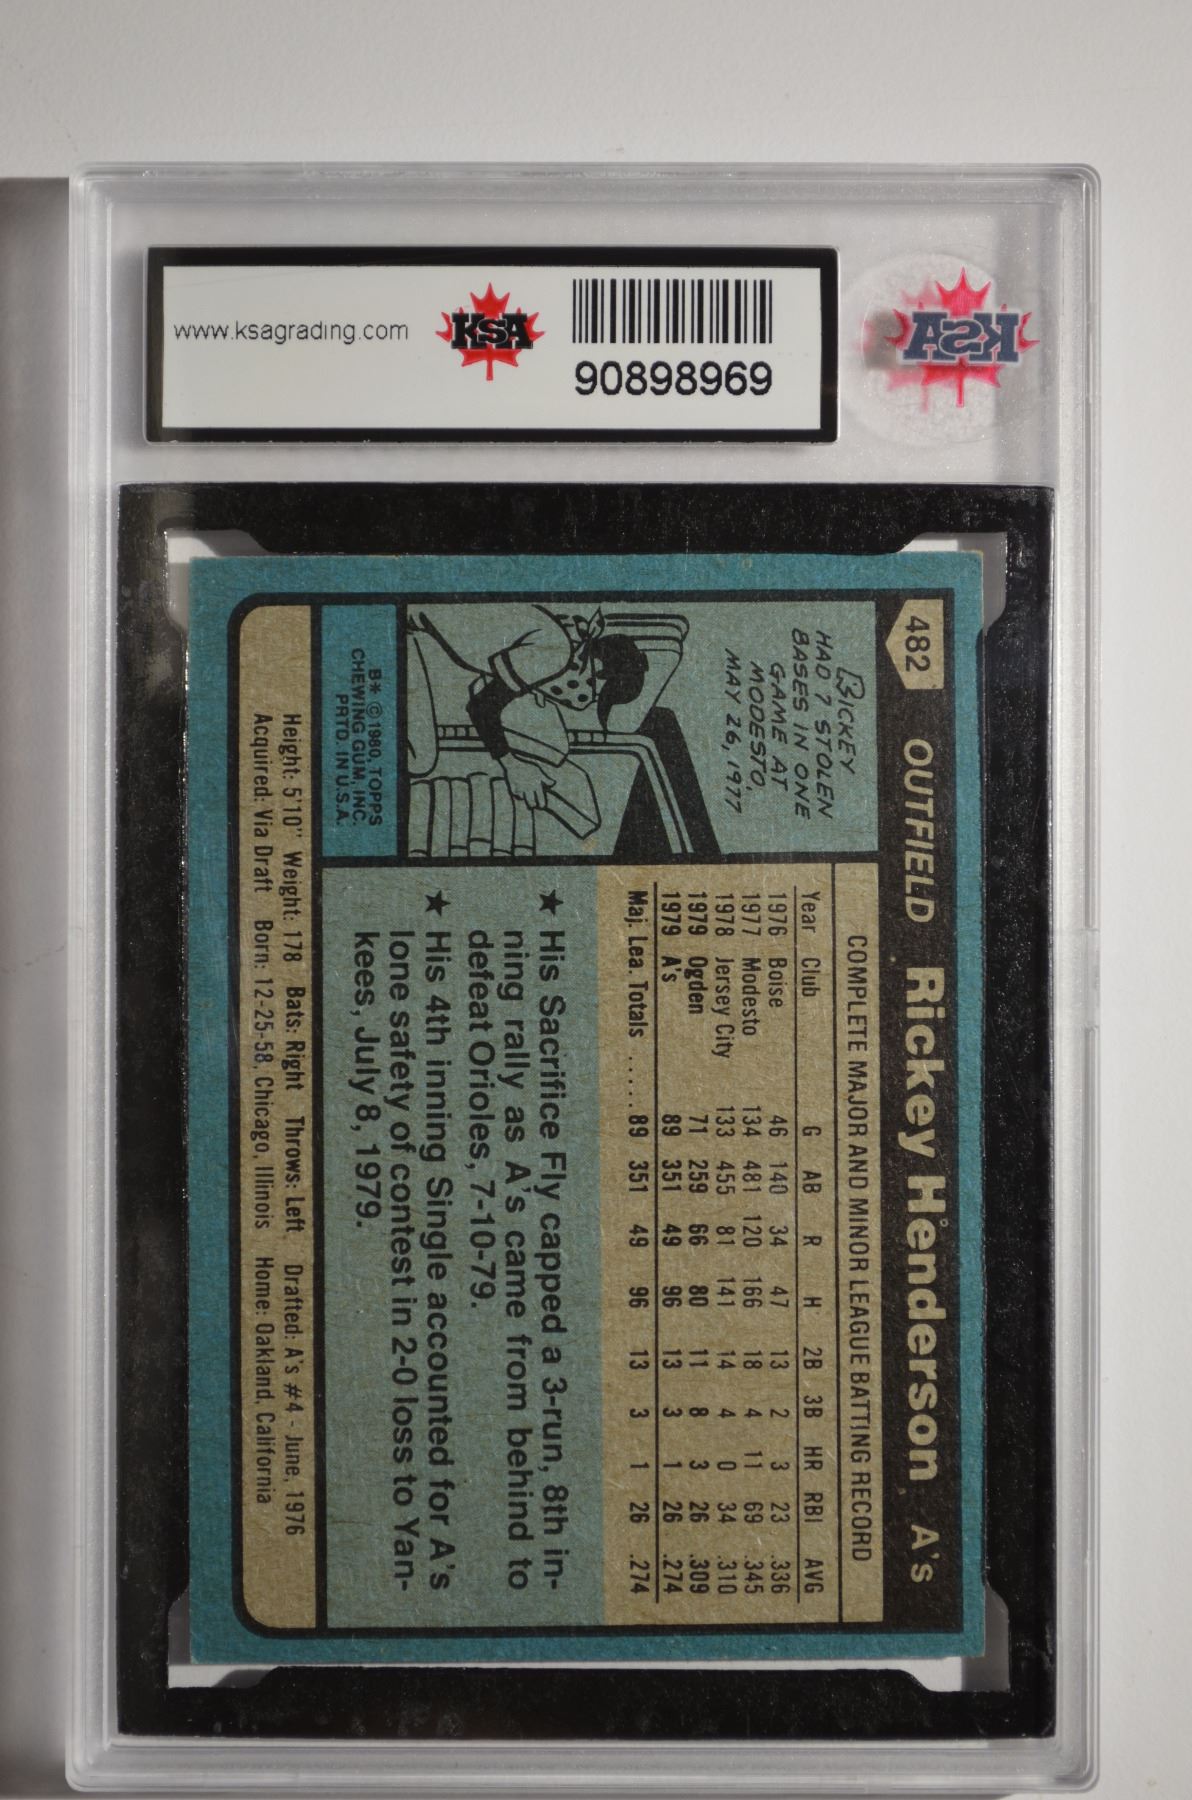 www.ksagrading.com
KSA
90898969
KSA
482
OUTFIELD Rickey Henderson A's
RICKEY
HAD 7 STOLEN
BASES IN ONE
GAME AT
MODESTO,
MAY 26, 1977
B* © 1980, TOPPS
CHEWING GUM, INC.
PRTD. IN U.S.A.
COMPLETE MAJOR AND MINOR LEAGUE BATTING RECORD
Year Club G AB R H 2B 3B HR RBI AVG
1976 Boise 46 140 34 47 13 2 3 23 .336
1977 Modesto 134 481 120 166 18 4 11 69 .345
1978 Jersey City 133 455 81 141 14 4 0 34 .310
1979 Ogden 71 259 66 80 11 8 3 26 .309
1979 A's 89 351 49 96 13 3 1 26 .274
Maj. Lea. Totals .....89 351 49 96 13 3 1 26 .274
★ His Sacrifice Fly capped a 3-run, 8th in-
ning rally as A's came from behind to
defeat Orioles, 7-10-79.
★ His 4th inning Single accounted for A's
lone safety of contest in 2-0 loss to Yan-
kees, July 8, 1979.
Height: 5'10" Weight: 178 Bats: Right Throws: Left Drafted: A's #4 - June, 1976
Acquired: Via Draft Born: 12-25-58, Chicago, Illinois Home: Oakland, California